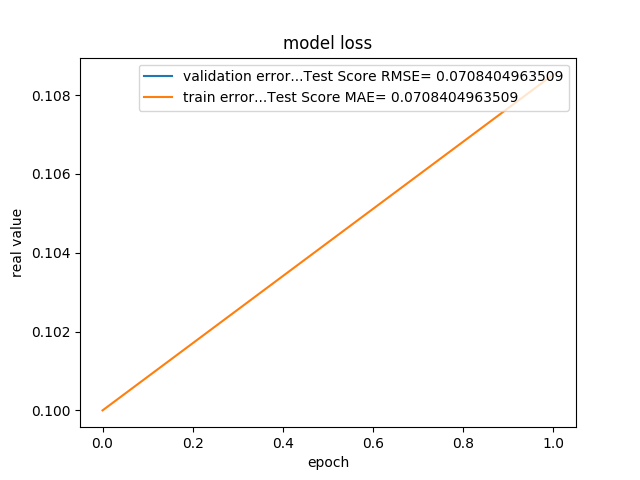 model loss
validation error...Test Score RMSE= 0.0708404963509
train error...Test Score MAE= 0.0708404963509
0.108
0.106
0.104
0.102
0.100
real value
0.0 0.2 0.4 0.6 0.8 1.0
epoch